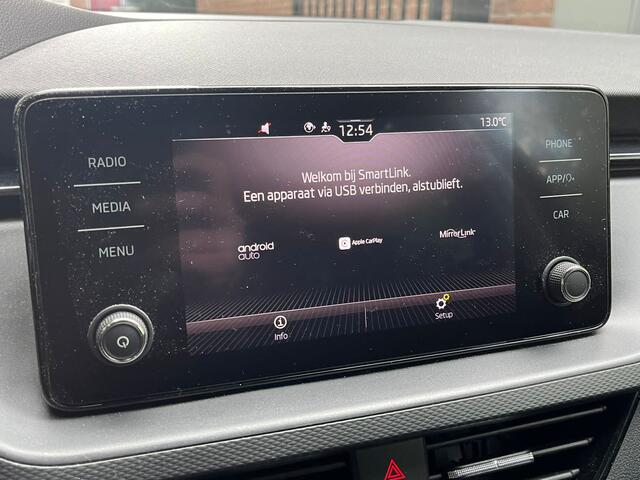 12:54
13.0°C
RADIO
MEDIA
MENU
Welkom bij SmartLink.
Een apparaat via USB verbinden, alstublieft.
android auto
Apple CarPlay
MirrorLink
Info
Setup
PHONE
APP/
CAR